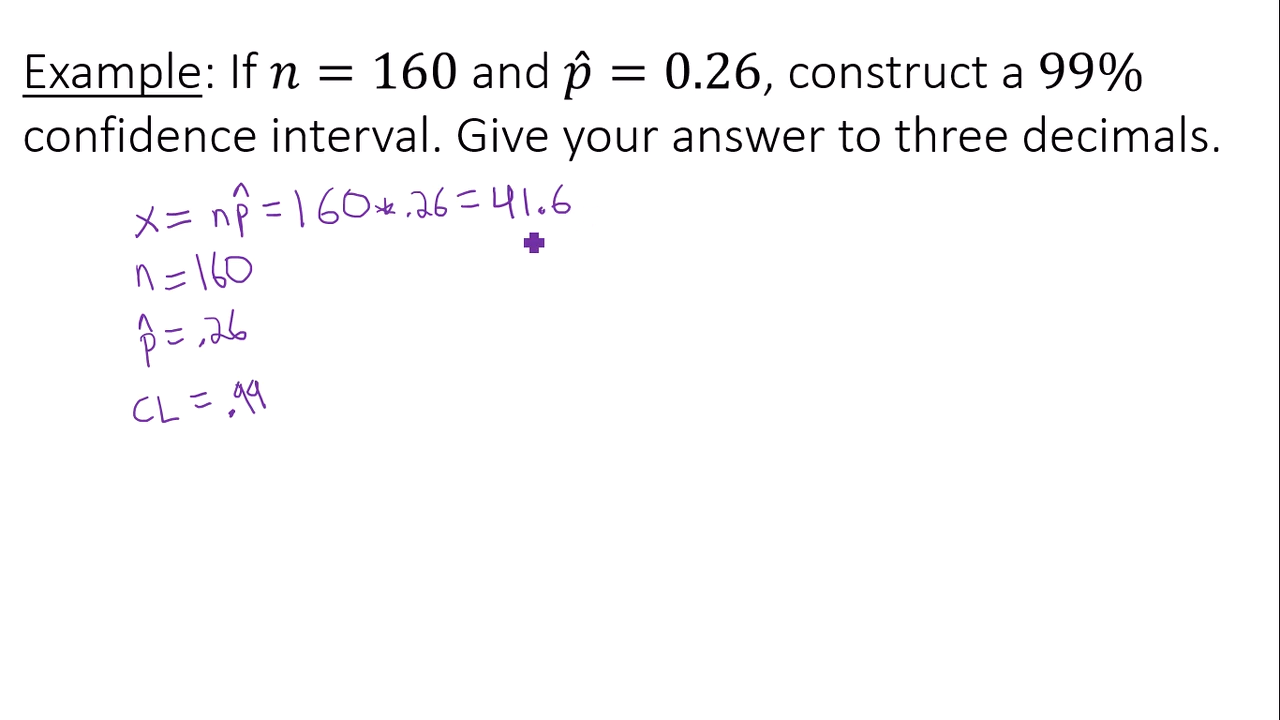 Example: If n = 160 and p̂ = 0.26, construct a 99%
confidence interval. Give your answer to three decimals.
x = np̂ = 160*.26 = 41.6
n = 160
p̂ = .26
CL = .99